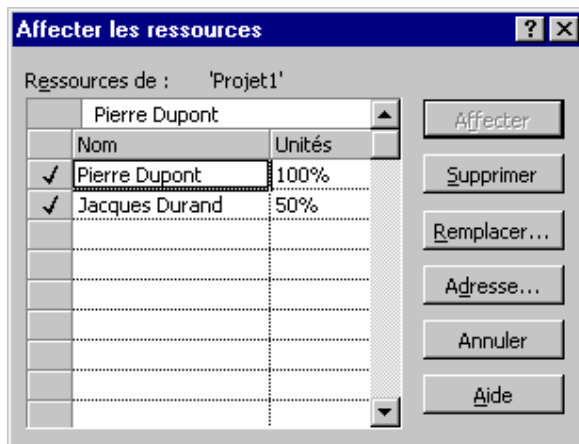 Affecter les ressources
Ressources de : 'Projet1'
Pierre Dupont
Affecter
Nom Unités
Pierre Dupont 100%
Supprimer
Jacques Durand 50%
Remplacer...
Adresse...
Annuler
Aide